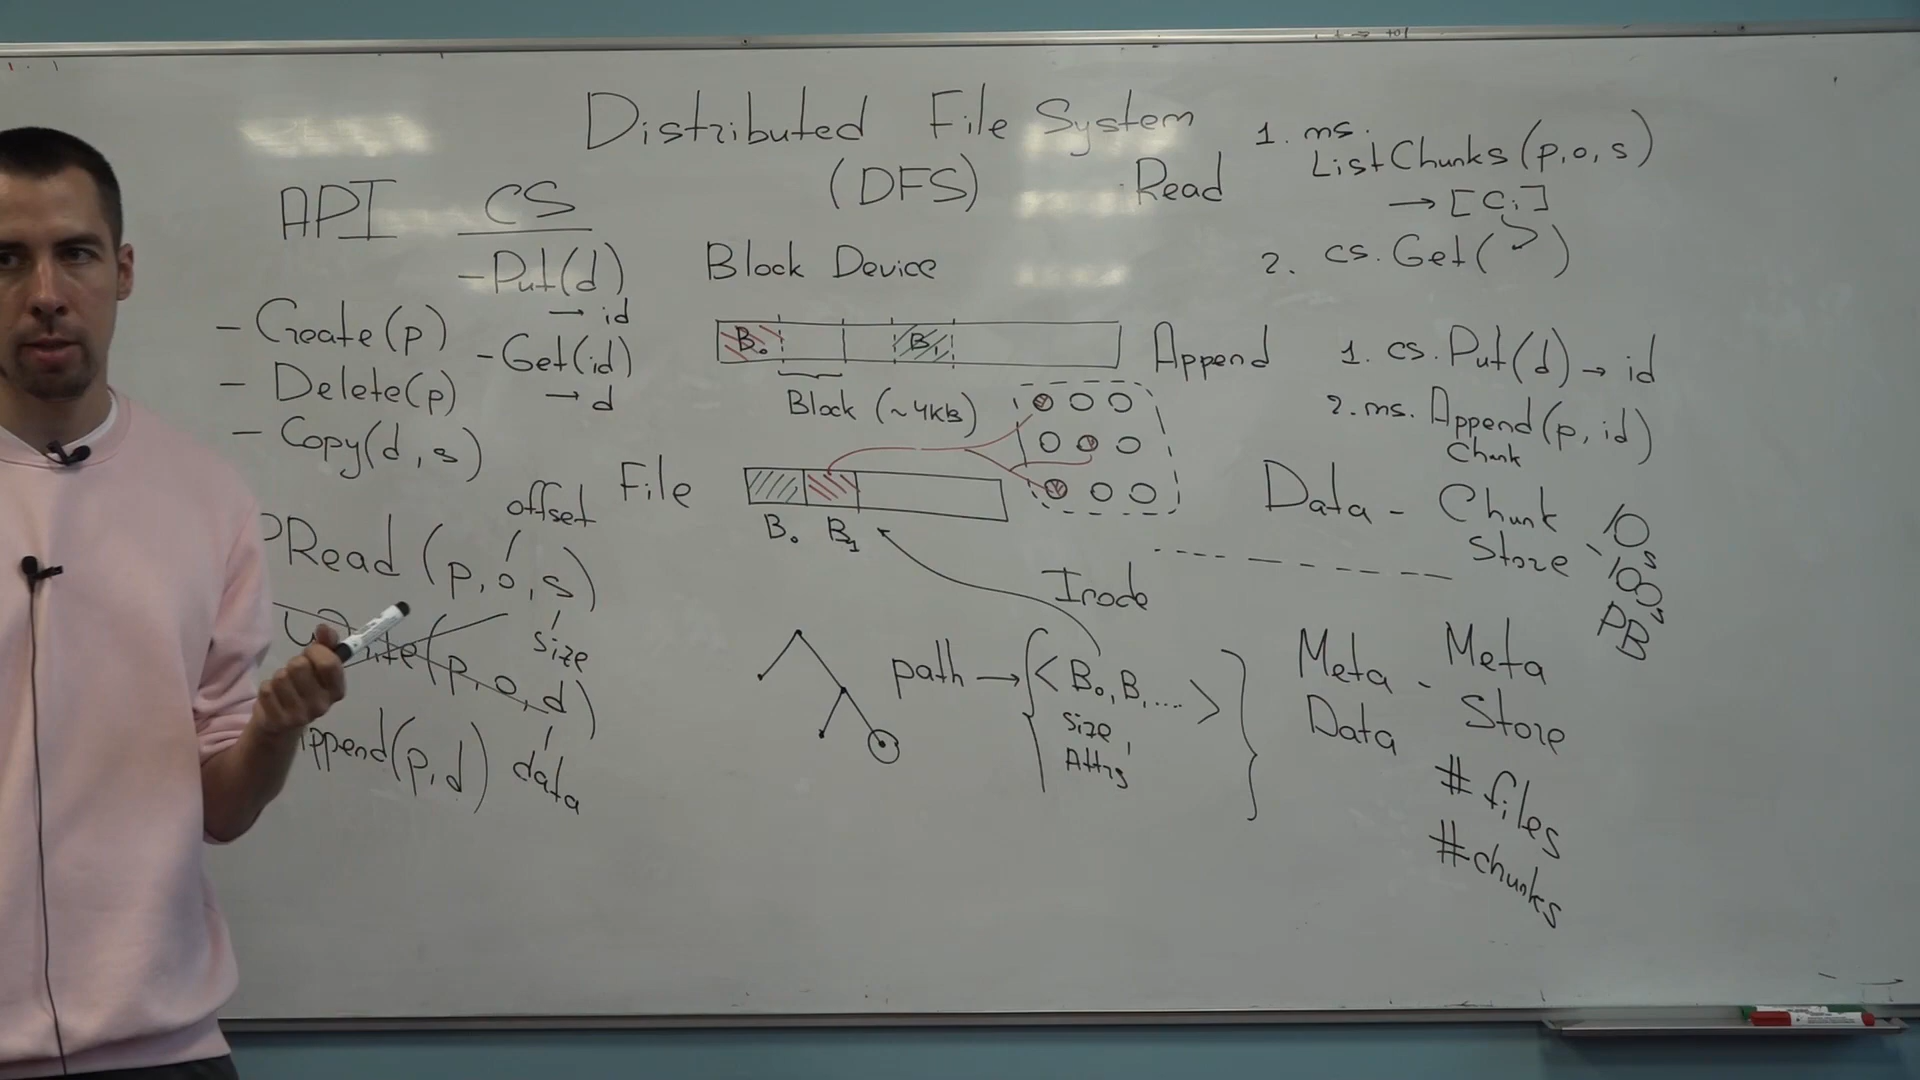 Distributed File System
(DFS)
API
- Create(p)
- Delete(p)
- Copy(d, s)
offset
PRead(p, o, s)
size
Write(p, o, d)
Append(p, d)
data
CS
- Put(d)
→ id
- Get(id)
→ d
Block Device
B₀
B₁
Block (~4KB)
File
B₀ B₁
Inode
path → < B₀, B₁, ... >
size,
Attrs
Read
1. ms.
ListChunks(p, o, s)
→ [cᵢ]
2. cs. Get( )
Append
1. cs. Put(d) → id
2. ms. Append(p, id)
Chunk
Data - Chunk
Store
10s
100s
PB
Meta - Meta
Data Store
# files
# chunks